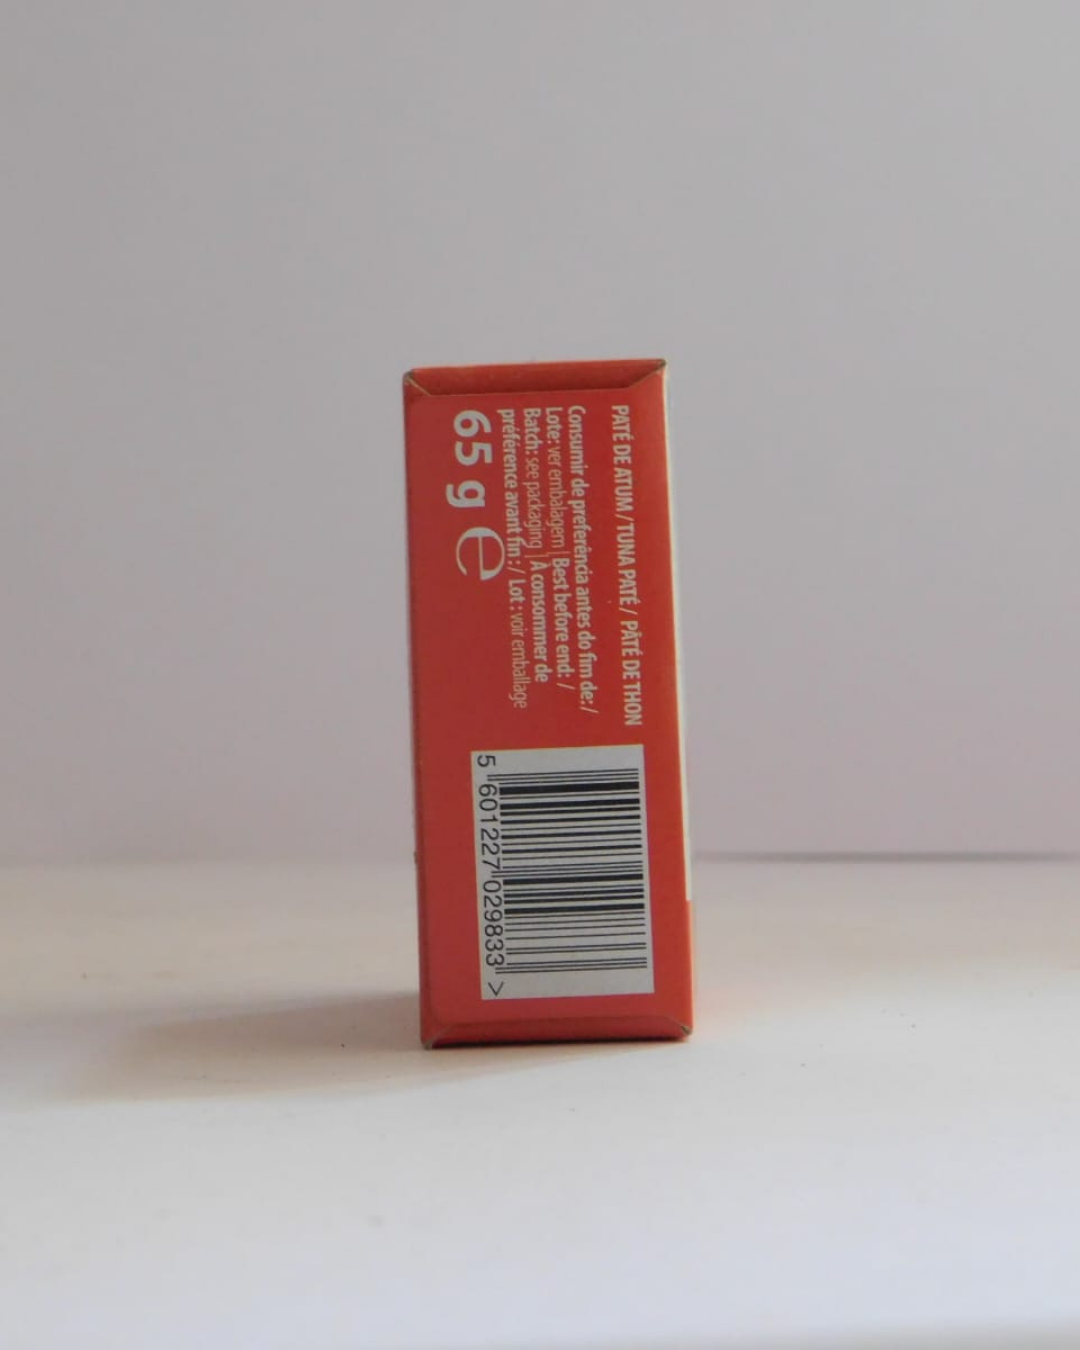 PATÉ DE ATUM / TUNA PATÉ / PÂTÉ DE THON
Consumir de preferência antes do fim de: /
Lote: ver embalagem | Best before end: /
Batch: see packaging | À consommer de
préférence avant fin : / Lot : voir emballage
65 g ℮
5 601227 029833 >